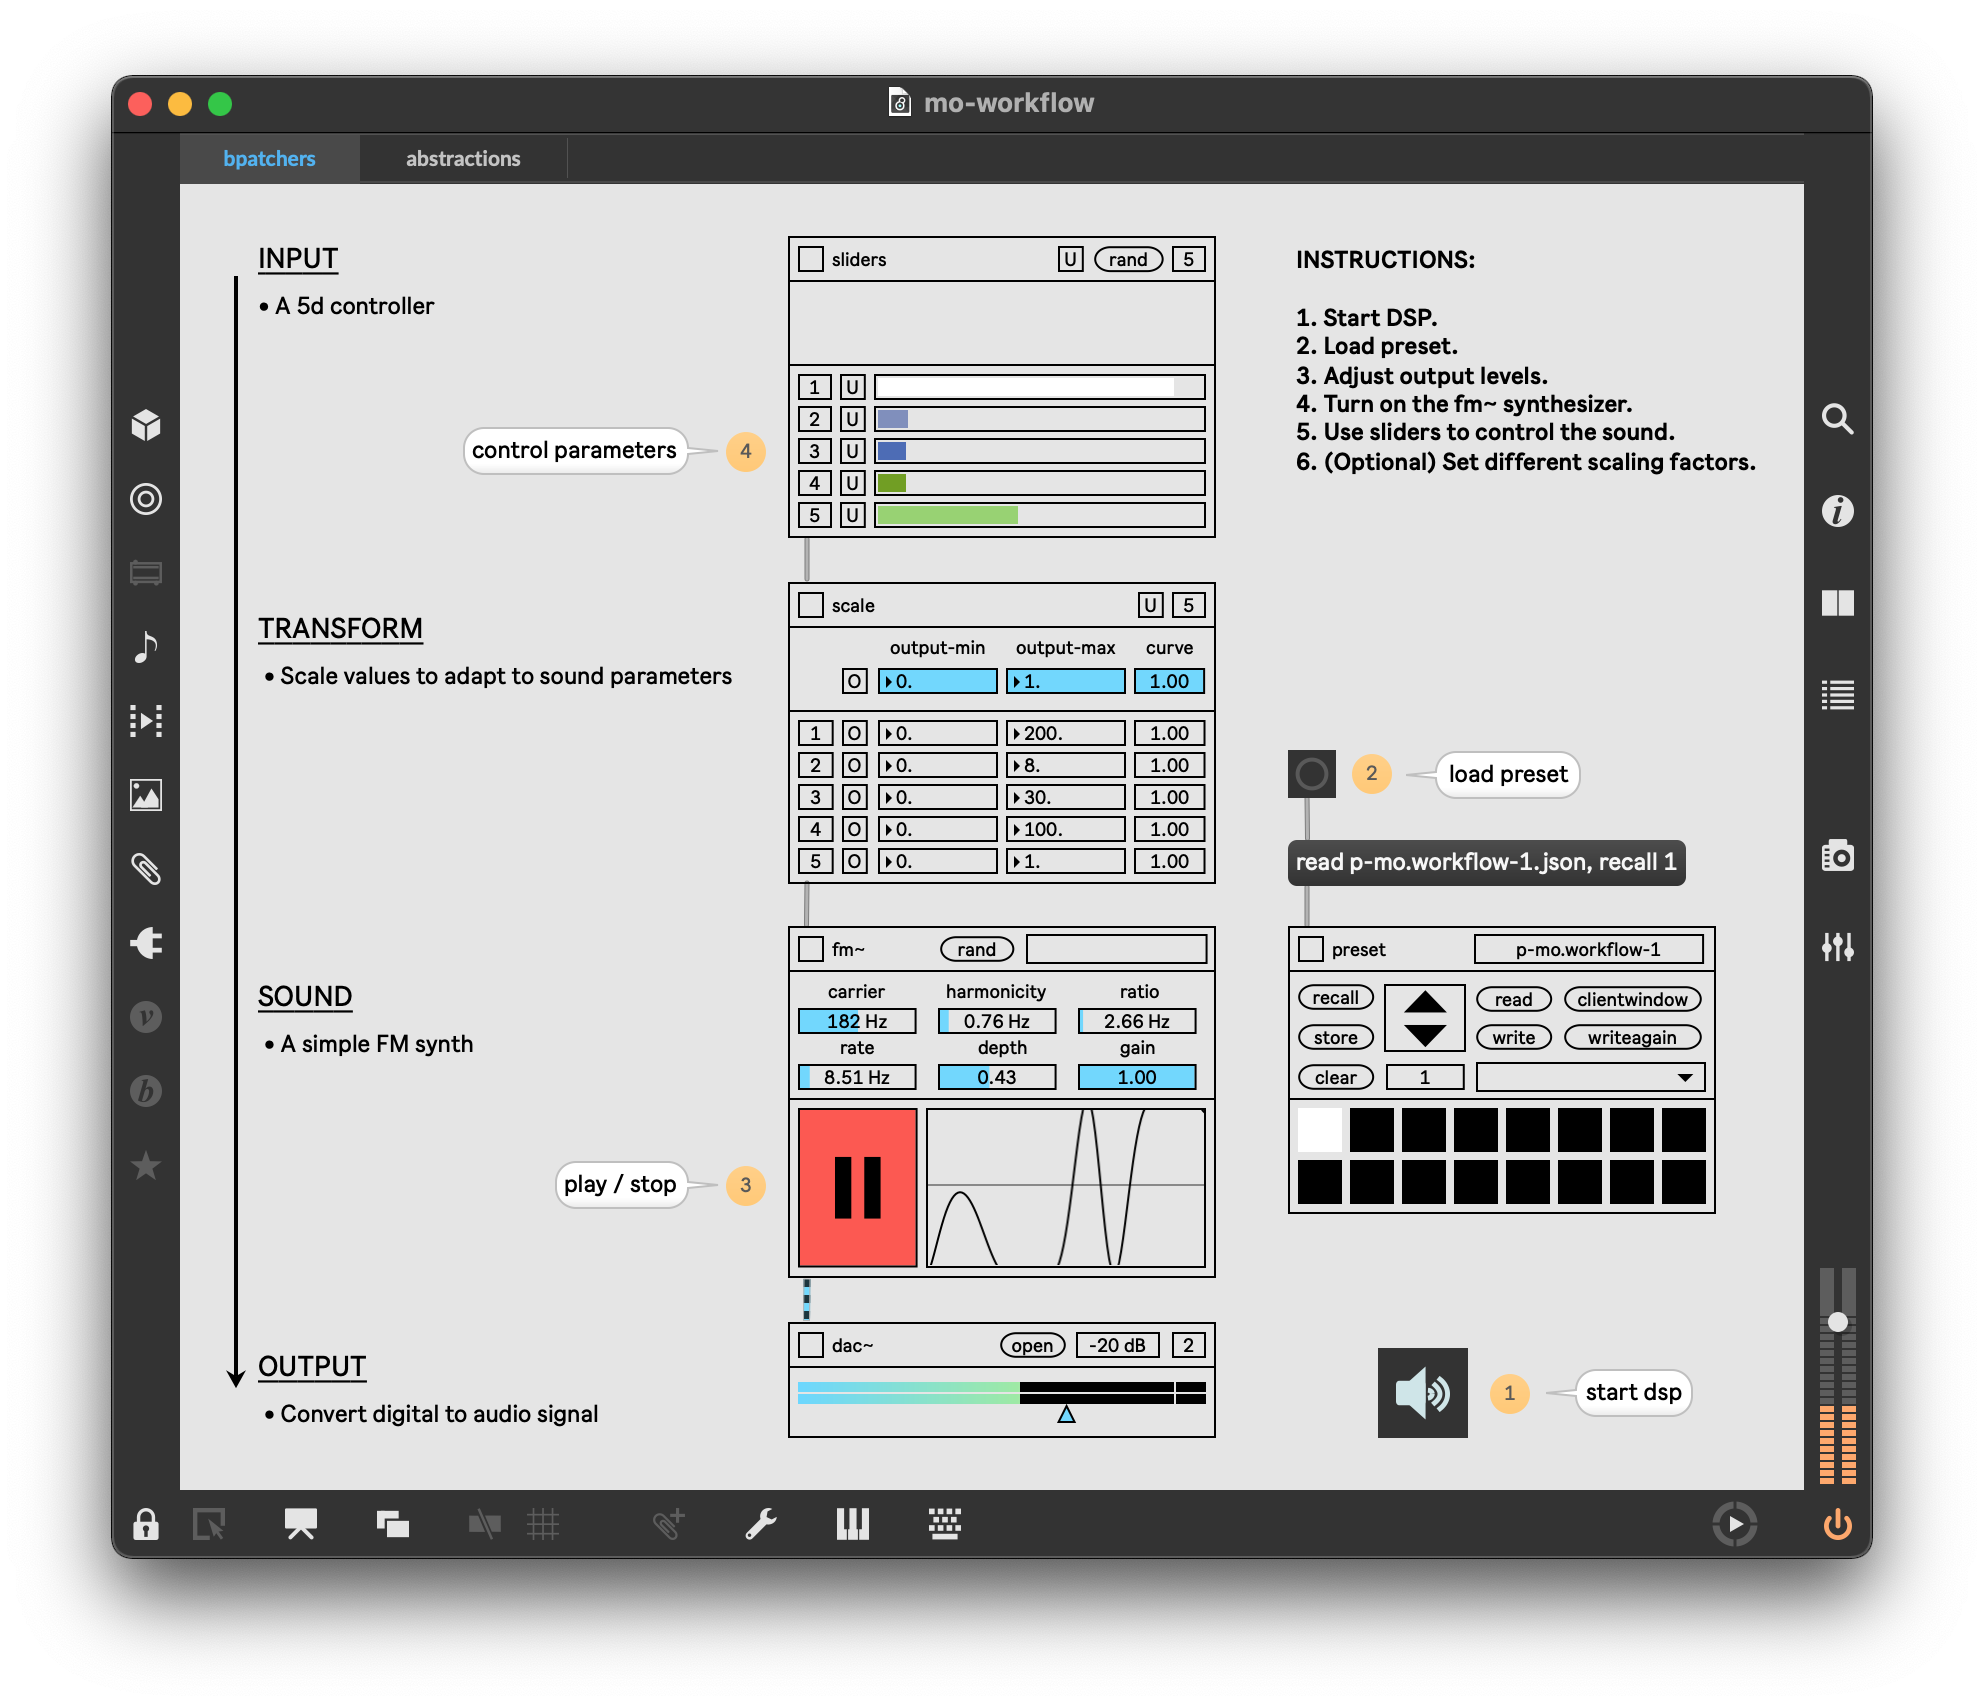 mo-workflow
bpatchers
abstractions
INPUT
• A 5d controller
control parameters
4
sliders
U
rand
5
1 U
2 U
3 U
4 U
5 U
INSTRUCTIONS:
1. Start DSP.
2. Load preset.
3. Adjust output levels.
4. Turn on the fm~ synthesizer.
5. Use sliders to control the sound.
6. (Optional) Set different scaling factors.
TRANSFORM
• Scale values to adapt to sound parameters
scale
U
5
output-min output-max curve
O 0. 1. 1.00
1 O 0. 200. 1.00
2 O 0. 8. 1.00
3 O 0. 30. 1.00
4 O 0. 100. 1.00
5 O 0. 1. 1.00
2
load preset
read p-mo.workflow-1.json, recall 1
SOUND
• A simple FM synth
play / stop
3
fm~
rand
carrier harmonicity ratio
182 Hz 0.76 Hz 2.66 Hz
rate depth gain
8.51 Hz 0.43 1.00
preset
p-mo.workflow-1
recall read clientwindow
store write writeagain
clear 1
OUTPUT
• Convert digital to audio signal
dac~
open
-20 dB
2
1
start dsp
i
v
b